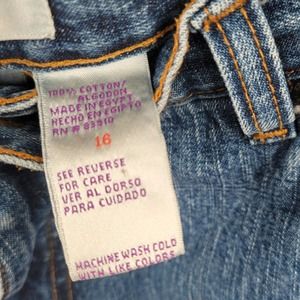 100% COTTON/
ALGODON
MADE IN EGYPT
HECHO EN EGIPTO
RN # 83910
16
SEE REVERSE
FOR CARE
VER AL DORSO
PARA CUIDADO
MACHINE WASH COLD
WITH LIKE COLORS